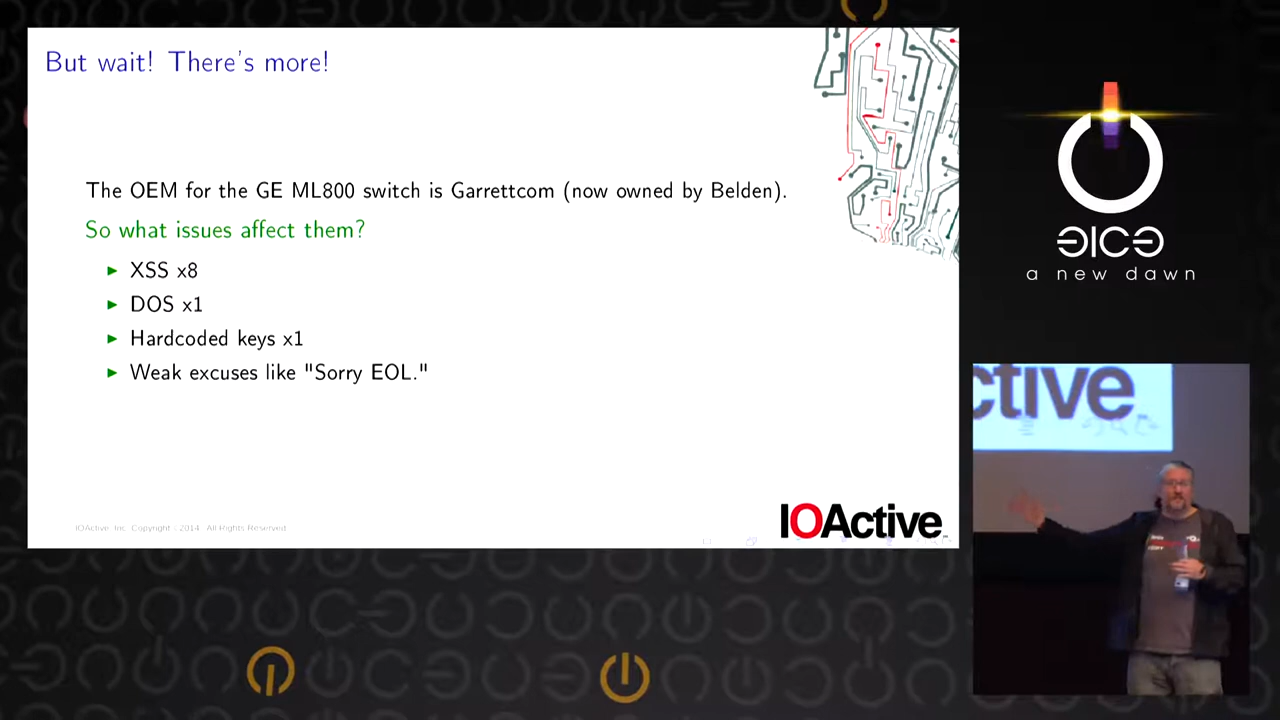 But wait! There's more!
The OEM for the GE ML800 switch is Garrettcom (now owned by Belden).
So what issues affect them?
XSS x8
DOS x1
Hardcoded keys x1
Weak excuses like "Sorry EOL."
IOActive, Inc. Copyright ©2014. All Rights Reserved.
IOActive
a new dawn
ctive